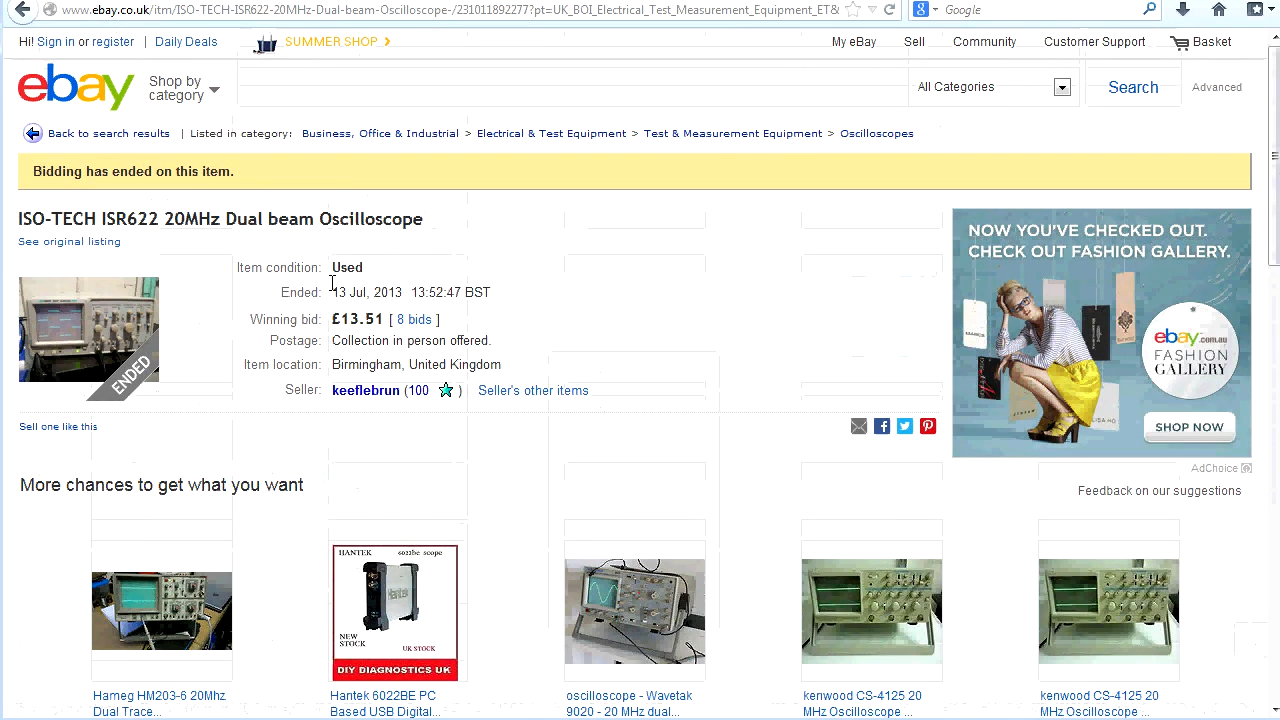 www.ebay.co.uk/itm/ISO-TECH-ISR622-20MHz-Dual-beam-Oscilloscope-/231011892277?pt=UK_BOI_Electrical_Test_Measurement_Equipment_ET&
Google
Hi! Sign in or register | Daily Deals
SUMMER SHOP
My eBay Sell Community Customer Support Basket
ebay
Shop by category
All Categories
Search
Advanced
Back to search results | Listed in category: Business, Office & Industrial > Electrical & Test Equipment > Test & Measurement Equipment > Oscilloscopes
Bidding has ended on this item.
ISO-TECH ISR622 20MHz Dual beam Oscilloscope
See original listing
ENDED
Item condition: Used
Ended: 13 Jul, 2013 13:52:47 BST
Winning bid: £13.51 [ 8 bids ]
Postage: Collection in person offered.
Item location: Birmingham, United Kingdom
Seller: keeflebrun (100 ) Seller's other items
Sell one like this
NOW YOU'VE CHECKED OUT.
CHECK OUT FASHION GALLERY.
ebay.com.au
FASHION
GALLERY
SHOP NOW
AdChoice
More chances to get what you want
Feedback on our suggestions
HANTEK 6022be scope
Hantek
NEW
STOCK
UK STOCK
DIY DIAGNOSTICS UK
Hameg HM203-6 20Mhz
Dual Trace...
Hantek 6022BE PC
Based USB Digital...
oscilloscope - Wavetak
9020 - 20 MHz dual...
kenwood CS-4125 20
MHz Oscilloscope ...
kenwood CS-4125 20
MHz Oscilloscope ...